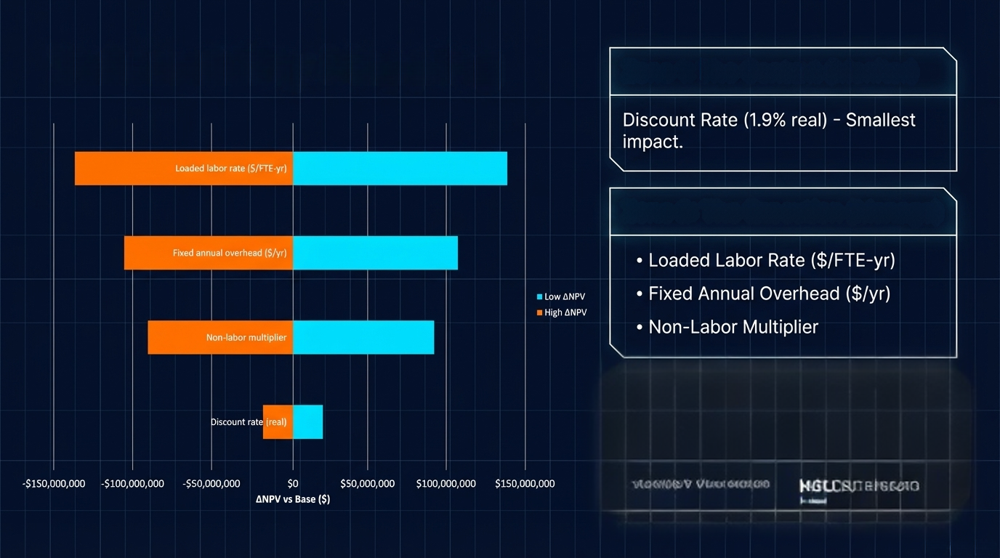 Loaded labor rate ($/FTE-yr)
Fixed annual overhead ($/yr)
Non-labor multiplier
Discount rate (real)
-$150,000,000 -$100,000,000 -$50,000,000 $0 $50,000,000 $100,000,000 $150,000,000
ΔNPV vs Base ($)
Low ΔNPV
High ΔNPV
Discount Rate (1.9% real) - Smallest
impact.
• Loaded Labor Rate ($/FTE-yr)
• Fixed Annual Overhead ($/yr)
• Non-Labor Multiplier